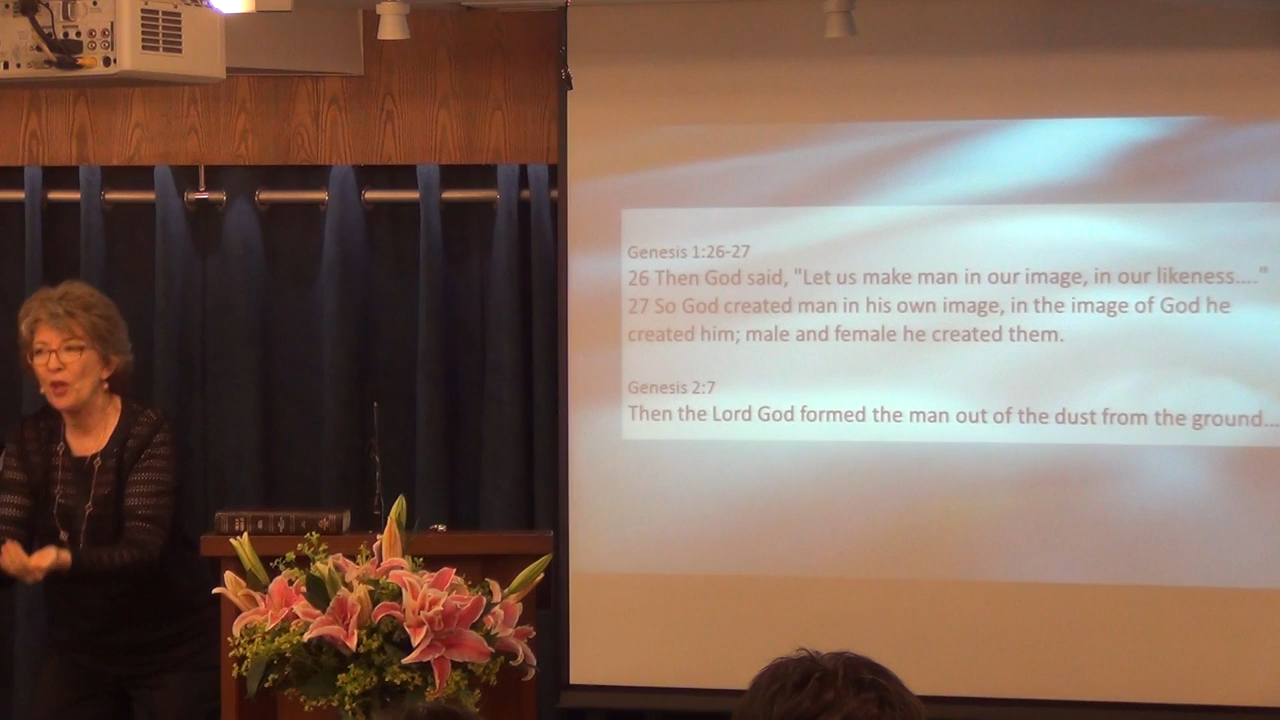 Genesis 1:26-27
26 Then God said, "Let us make man in our image, in our likeness...."
27 So God created man in his own image, in the image of God he
created him; male and female he created them.
Genesis 2:7
Then the Lord God formed the man out of the dust from the ground...